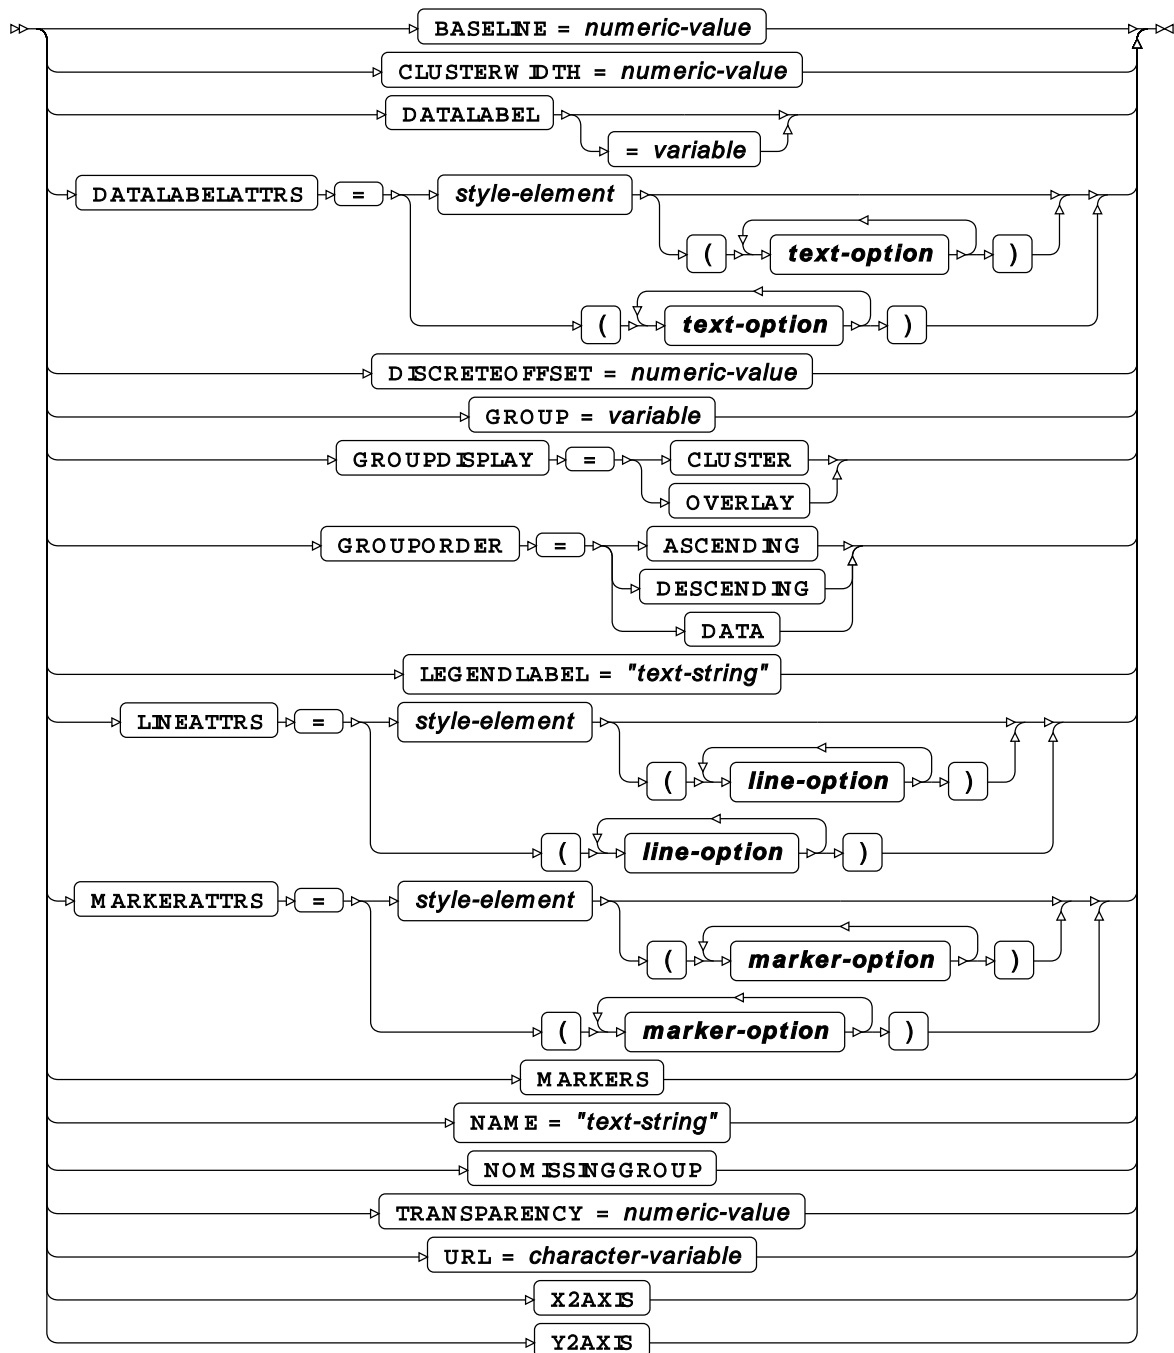 BASELINE = numeric-value
CLUSTERWIDTH = numeric-value
DATALABEL
= variable
DATALABELATTRS = style-element
( text-option )
( text-option )
DISCRETEOFFSET = numeric-value
GROUP = variable
GROUPDISPLAY = CLUSTER
OVERLAY
GROUPORDER = ASCENDING
DESCENDING
DATA
LEGENDLABEL = "text-string"
LINEATTRS = style-element
( line-option )
( line-option )
MARKERATTRS = style-element
( marker-option )
( marker-option )
MARKERS
NAME = "text-string"
NOMISSINGGROUP
TRANSPARENCY = numeric-value
URL = character-variable
X2AXIS
Y2AXIS